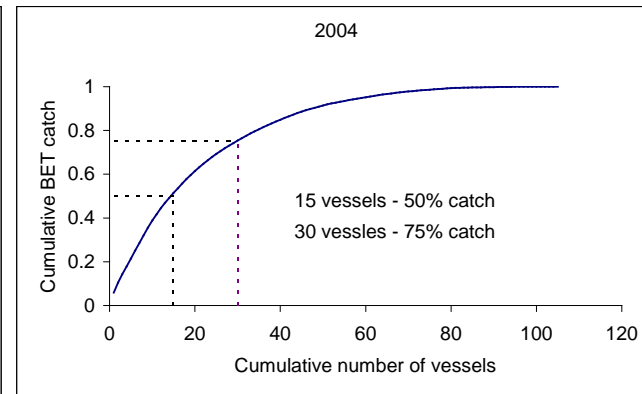 2004
Cumulative BET catch
1
0.8
0.6
0.4
0.2
0
15 vessels - 50% catch
30 vessles - 75% catch
0 20 40 60 80 100 120
Cumulative number of vessels